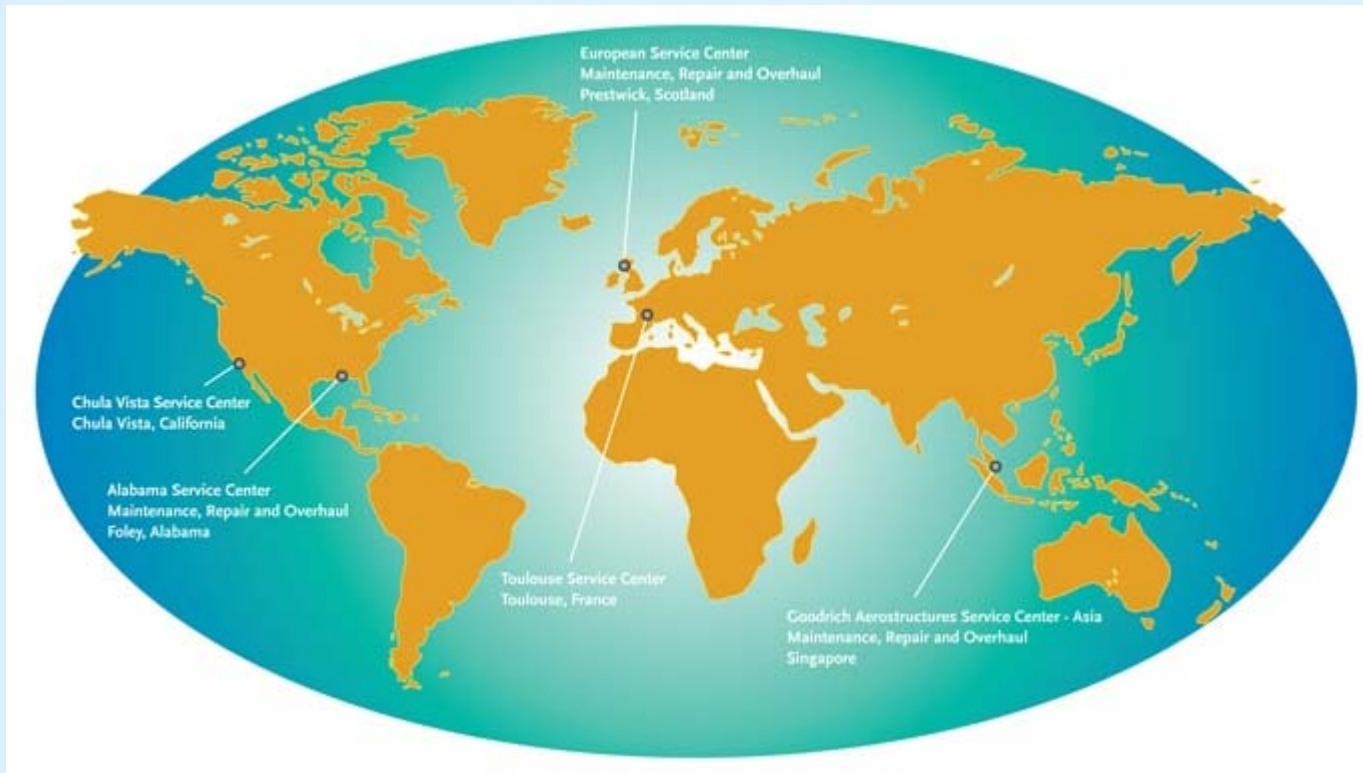 European Service Center
Maintenance, Repair and Overhaul
Prestwick, Scotland
Chula Vista Service Center
Chula Vista, California
Alabama Service Center
Maintenance, Repair and Overhaul
Foley, Alabama
Toulouse Service Center
Toulouse, France
Goodrich Aerostructures Service Center - Asia
Maintenance, Repair and Overhaul
Singapore